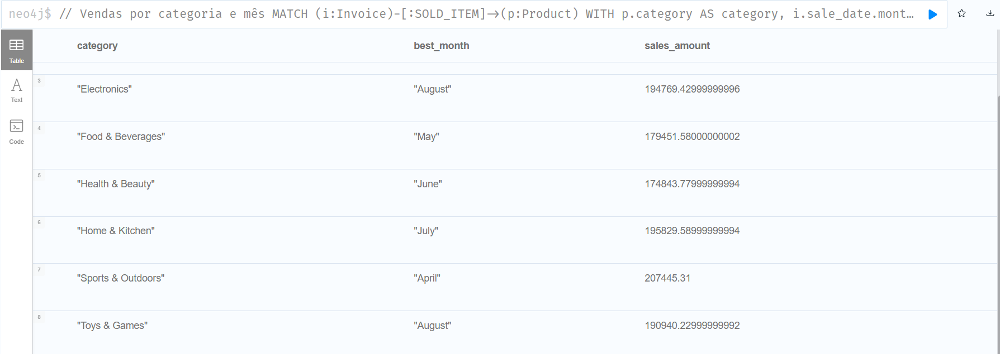 neo4j$ // Vendas por categoria e mês MATCH (i:Invoice)-[:SOLD_ITEM]->(p:Product) WITH p.category AS category, i.sale_date.mont…
Table
Text
Code
category best_month sales_amount
3 "Electronics" "August" 194769.42999999996
4 "Food & Beverages" "May" 179451.58000000002
5 "Health & Beauty" "June" 174843.77999999994
6 "Home & Kitchen" "July" 195829.58999999994
7 "Sports & Outdoors" "April" 207445.31
8 "Toys & Games" "August" 190940.22999999992